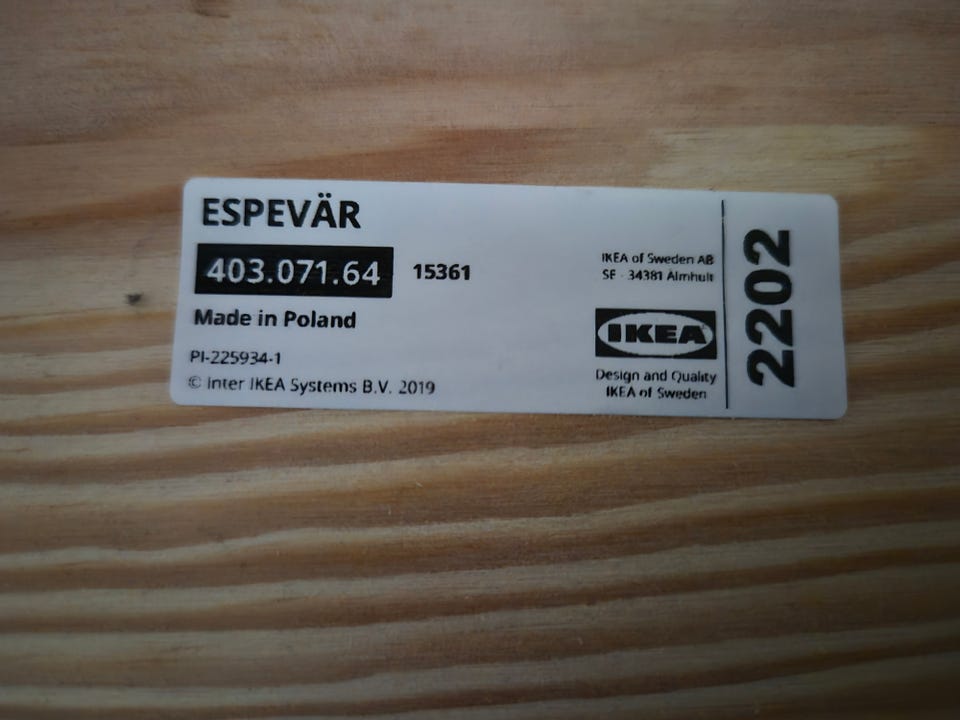 ESPEVÄR
403.071.64 15361
Made in Poland
PI-225934-1
© Inter IKEA Systems B.V. 2019
IKEA of Sweden AB
SE - 34381 Älmhult
IKEA
Design and Quality
IKEA of Sweden
2202